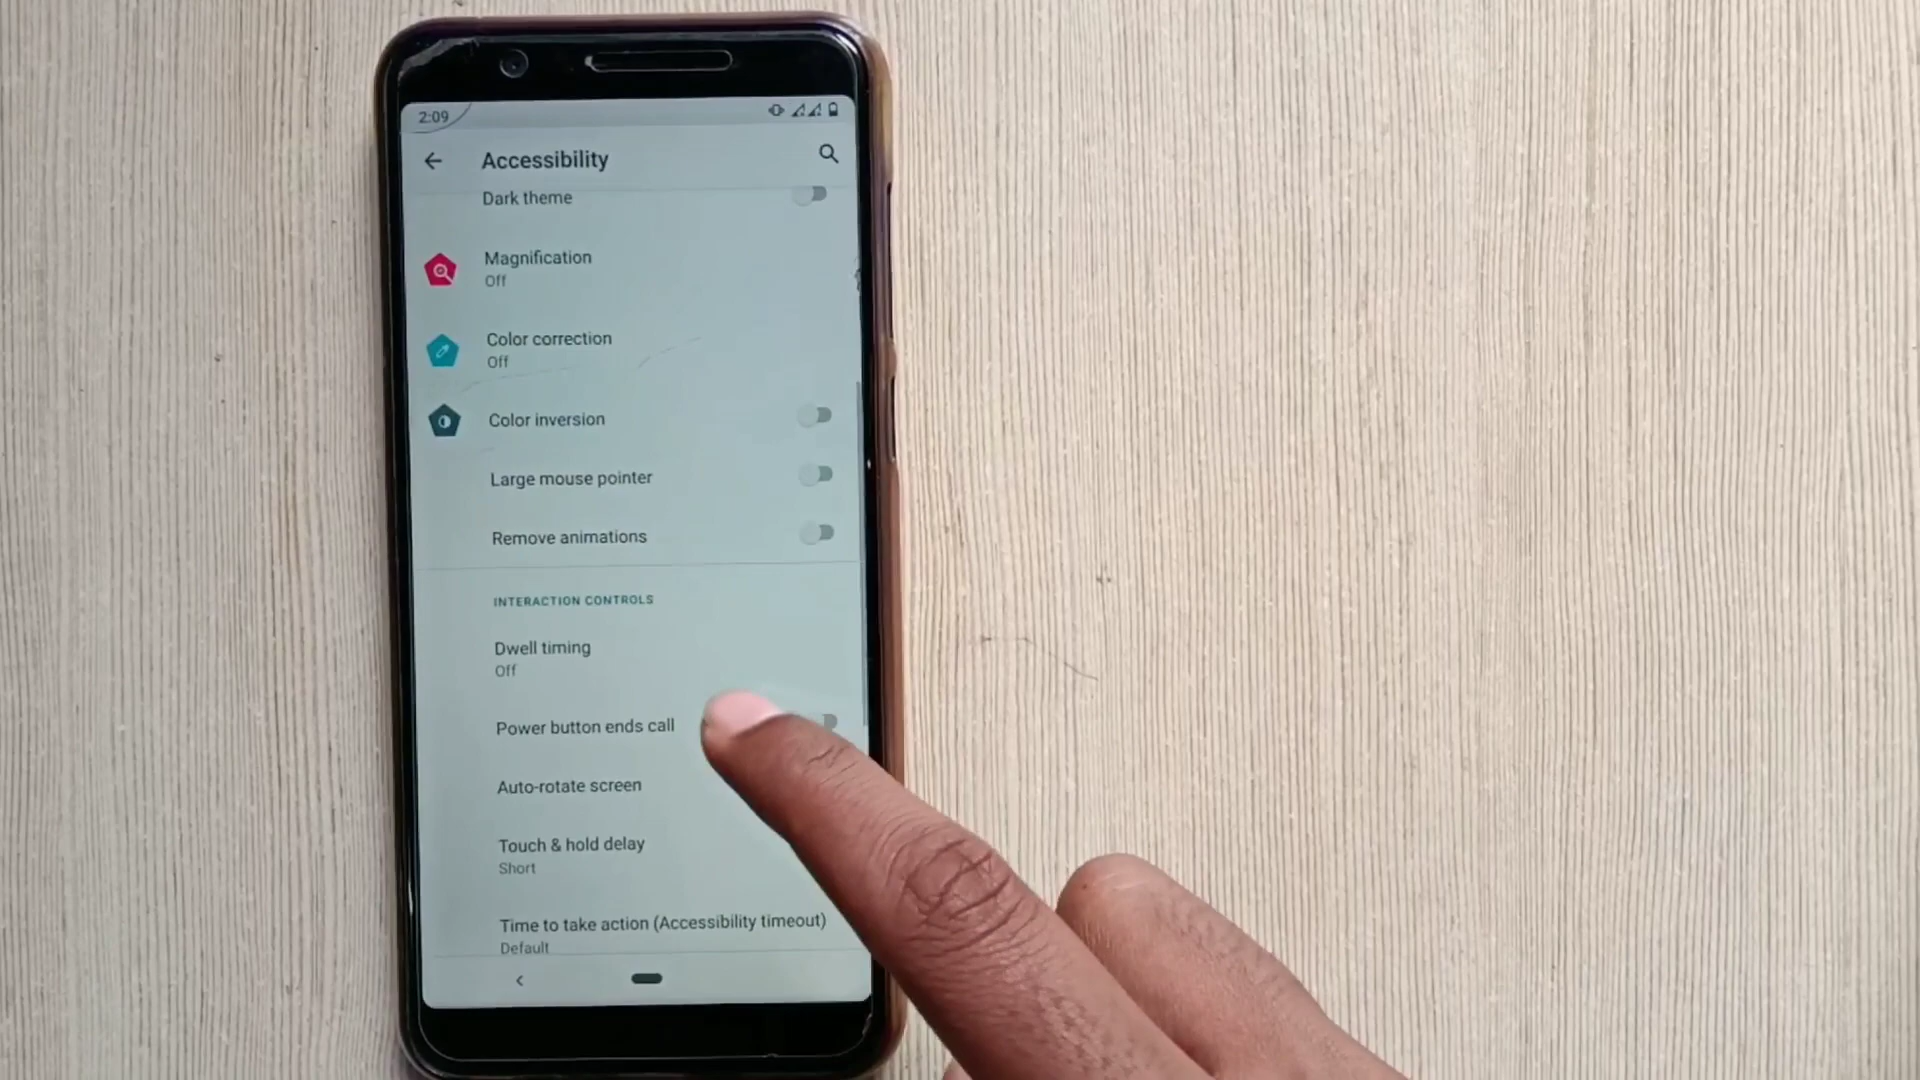 2:09
Accessibility
Dark theme
Magnification
Off
Color correction
Off
Color inversion
Large mouse pointer
Remove animations
INTERACTION CONTROLS
Dwell timing
Off
Power button ends call
Auto-rotate screen
Touch & hold delay
Short
Time to take action (Accessibility timeout)
Default